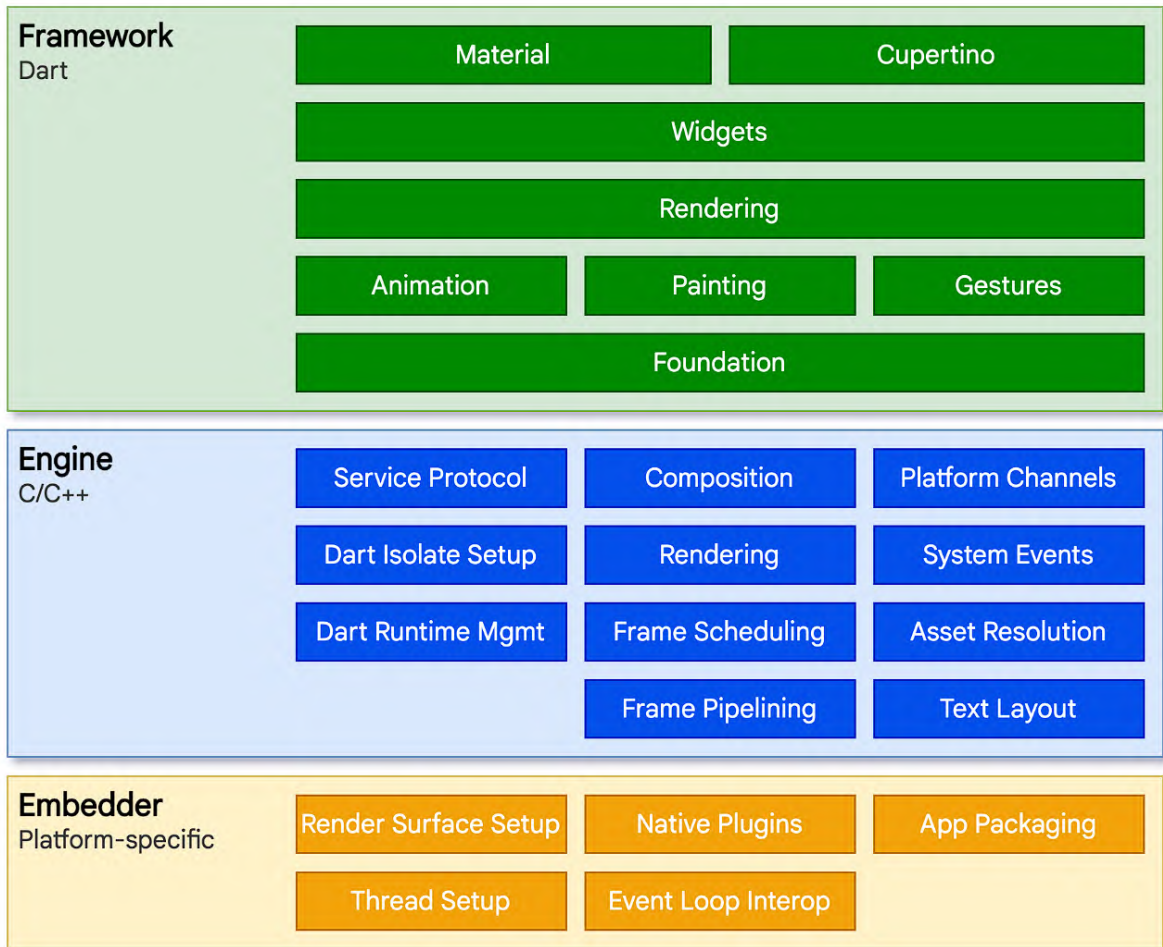 Framework
Dart
Material
Cupertino
Widgets
Rendering
Animation
Painting
Gestures
Foundation
Engine
C/C++
Service Protocol
Composition
Platform Channels
Dart Isolate Setup
Rendering
System Events
Dart Runtime Mgmt
Frame Scheduling
Asset Resolution
Frame Pipelining
Text Layout
Embedder
Platform-specific
Render Surface Setup
Native Plugins
App Packaging
Thread Setup
Event Loop Interop